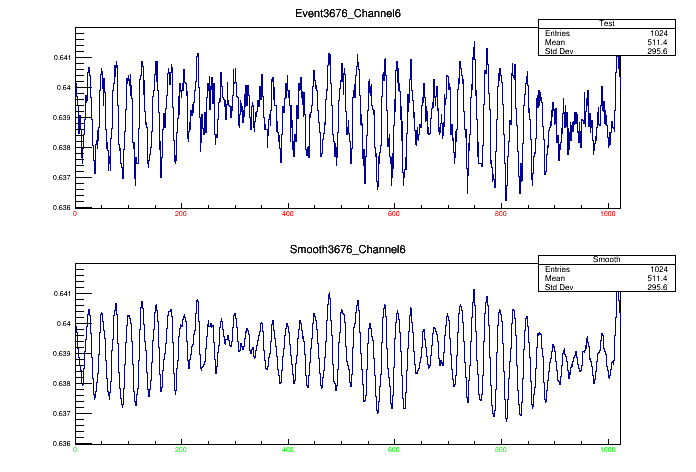 Event3676_Channel6
Test
Entries 1024
Mean 511.4
Std Dev 295.6
0.641
0.64
0.639
0.638
0.637
0.636
0 200 400 600 800 1000
Smooth3676_Channel6
Smooth
Entries 1024
Mean 511.4
Std Dev 295.6
0.641
0.64
0.639
0.638
0.637
0.636
0 200 400 600 800 1000